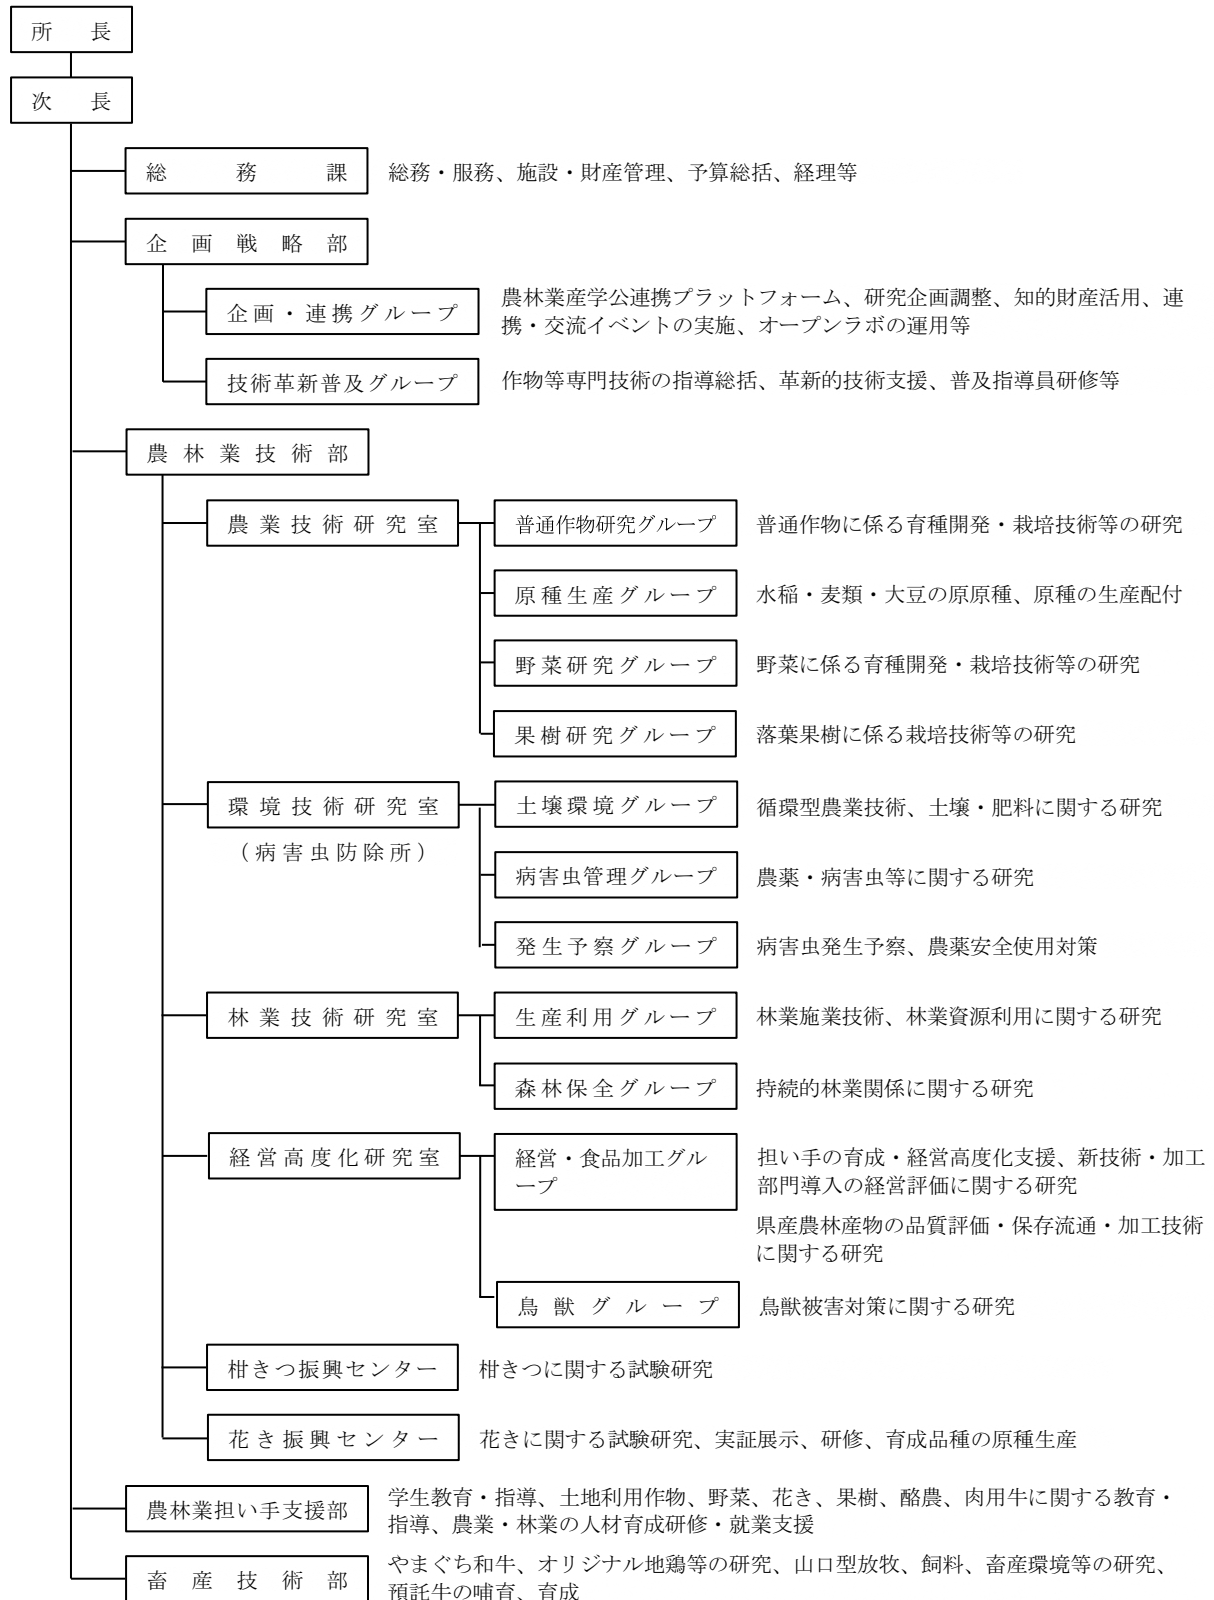 所長
次長
総務課
総務・服務、施設・財産管理、予算総括、経理等
企画戦略部
企画・連携グループ
農林業産学公連携プラットフォーム、研究企画調整、知的財産活用、連
携・交流イベントの実施、オープンラボの運用等
技術革新普及グループ
作物等専門技術の指導総括、革新的技術支援、普及指導員研修等
農林業技術部
農業技術研究室
普通作物研究グループ
普通作物に係る育種開発・栽培技術等の研究
原種生産グループ
水稲・麦類・大豆の原原種、原種の生産配付
野菜研究グループ
野菜に係る育種開発・栽培技術等の研究
果樹研究グループ
落葉果樹に係る栽培技術等の研究
環境技術研究室
(病害虫防除所)
土壌環境グループ
循環型農業技術、土壌・肥料に関する研究
病害虫管理グループ
農薬・病害虫等に関する研究
発生予察グループ
病害虫発生予察、農薬安全使用対策
林業技術研究室
生産利用グループ
林業施業技術、林業資源利用に関する研究
森林保全グループ
持続的林業関係に関する研究
経営高度化研究室
経営・食品加工グル
ープ
担い手の育成・経営高度化支援、新技術・加工
部門導入の経営評価に関する研究
県産農林産物の品質評価・保存流通・加工技術
に関する研究
鳥獣グループ
鳥獣被害対策に関する研究
柑きつ振興センター
柑きつに関する試験研究
花き振興センター
花きに関する試験研究、実証展示、研修、育成品種の原種生産
農林業担い手支援部
学生教育・指導、土地利用作物、野菜、花き、果樹、酪農、肉用牛に関する教育・
指導、農業・林業の人材育成研修・就業支援
畜産技術部
やまぐち和牛、オリジナル地鶏等の研究、山口型放牧、飼料、畜産環境等の研究、
預託牛の哺育、育成